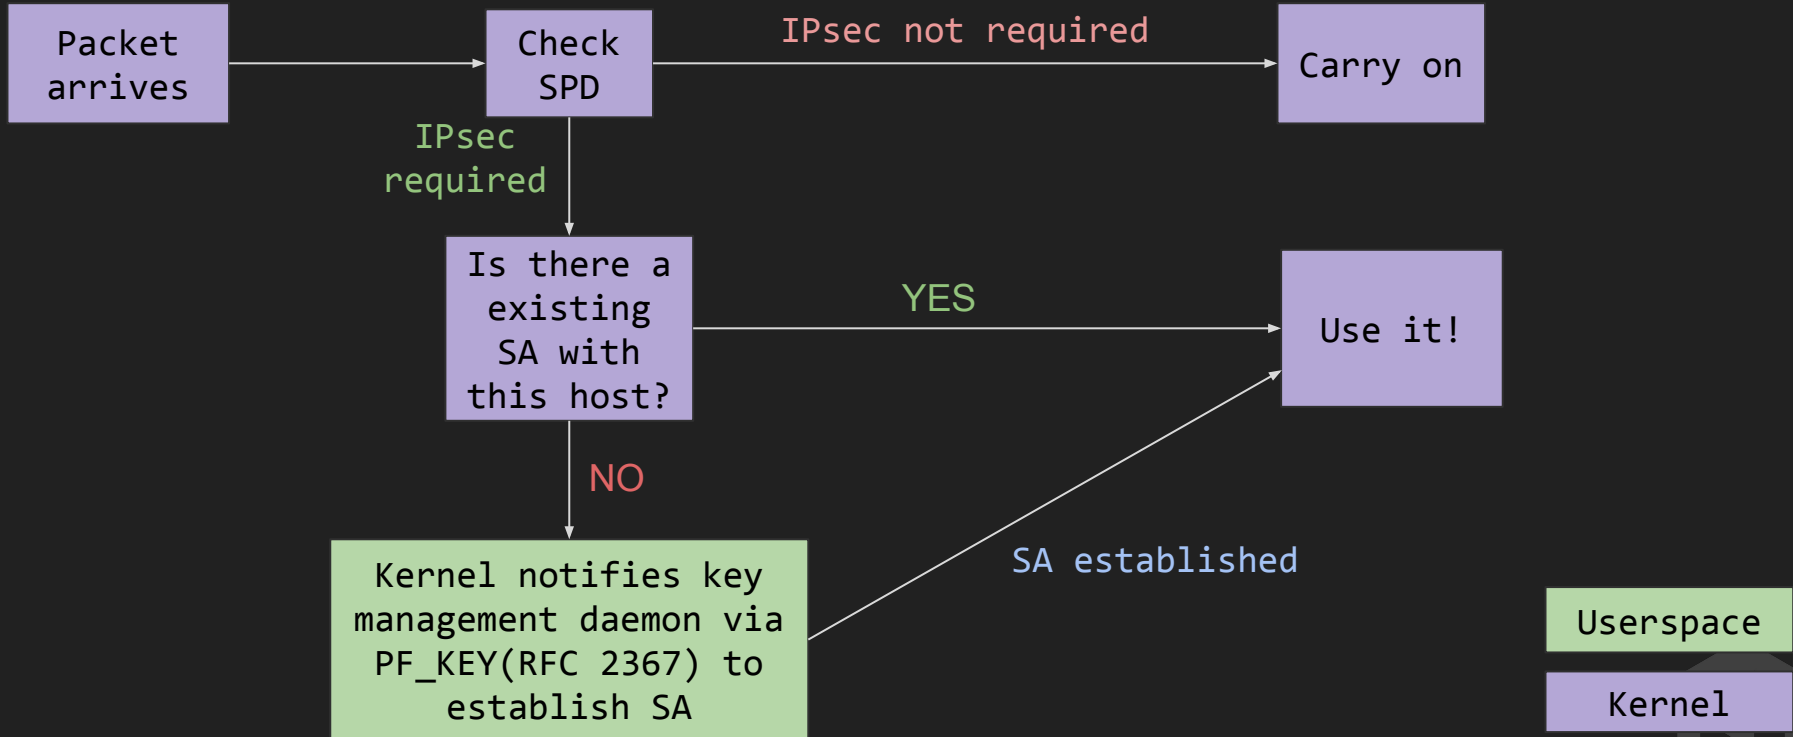 Packet
arrives
Check
SPD
IPsec not required
Carry on
IPsec
required
Is there a
existing
SA with
this host?
YES
Use it!
NO
Kernel notifies key
management daemon via
PF_KEY(RFC 2367) to
establish SA
SA established
Userspace
Kernel